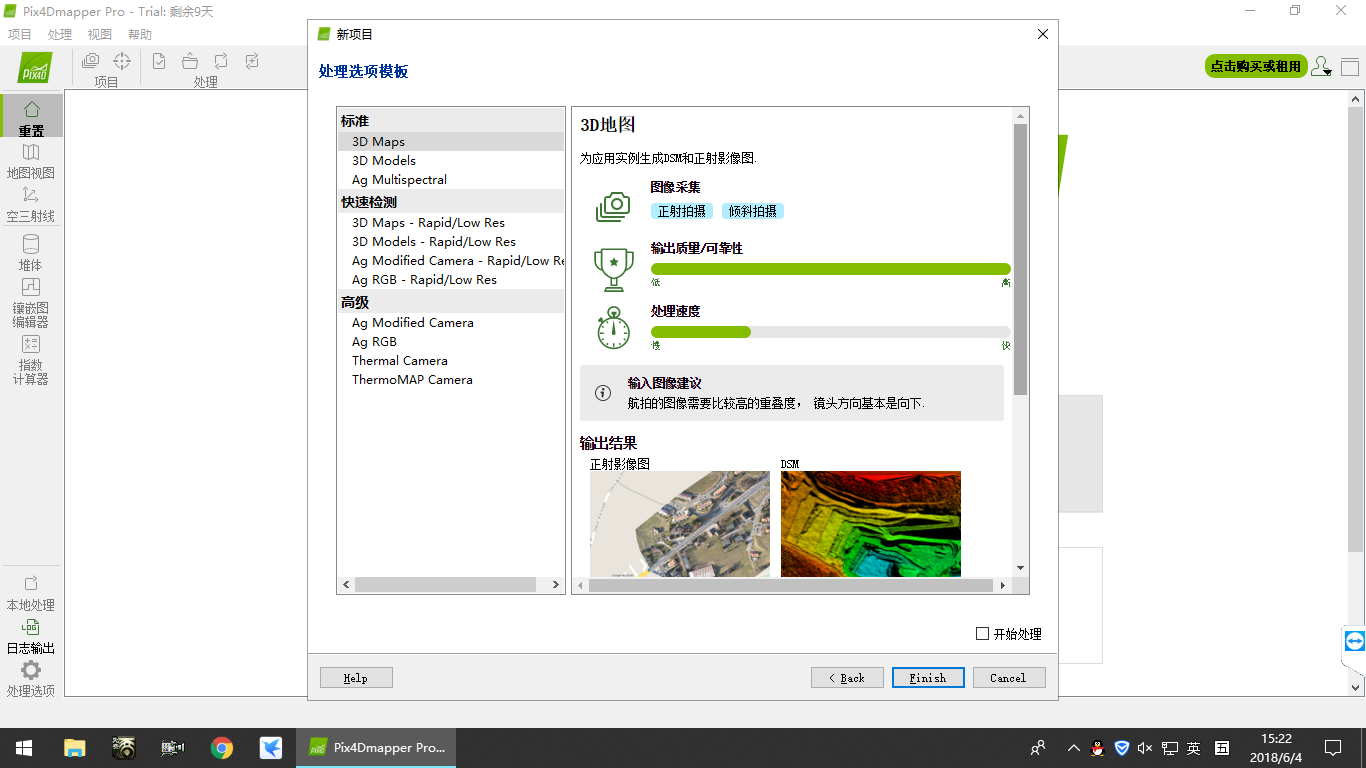 Pix4Dmapper Pro - Trial: 剩余9天
项目 处理 视图 帮助
PIX4D
项目
处理
点击购买或租用
重置
地图视图
空三射线
堆体
镶嵌图
编辑器
指数
计算器
本地处理
LOG
日志输出
处理选项
新项目
处理选项模板
标准
3D Maps
3D Models
Ag Multispectral
快速检测
3D Maps - Rapid/Low Res
3D Models - Rapid/Low Res
Ag Modified Camera - Rapid/Low Re
Ag RGB - Rapid/Low Res
高级
Ag Modified Camera
Ag RGB
Thermal Camera
ThermoMAP Camera
3D地图
为应用实例生成DSM和正射影像图.
图像采集
正射拍摄 倾斜拍摄
输出质量/可靠性
低 高
处理速度
慢 快
输入图像建议
航拍的图像需要比较高的重叠度， 镜头方向基本是向下.
输出结果
正射影像图 DSM
开始处理
Help < Back Finish Cancel
Pix4Dmapper Pro...
英
五
15:22
2018/6/4